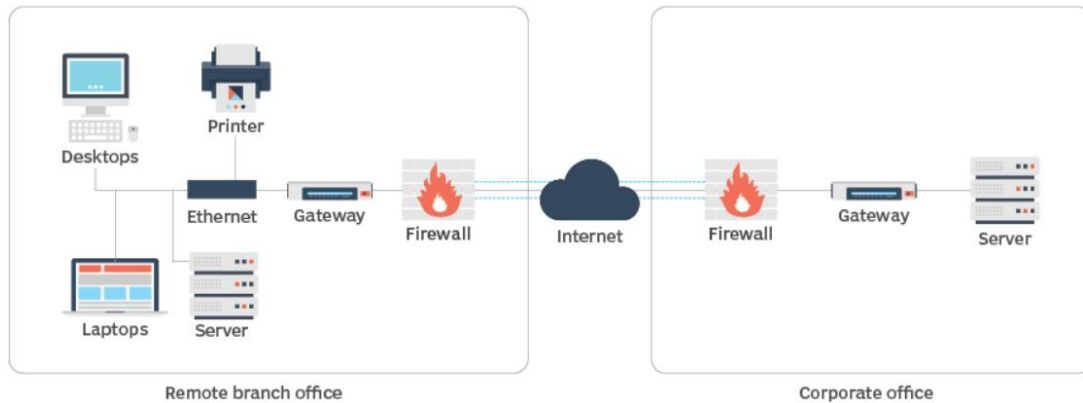 Printer
Desktops
Ethernet
Gateway
Firewall
Internet
Firewall
Gateway
Server
Laptops
Server
Remote branch office
Corporate office